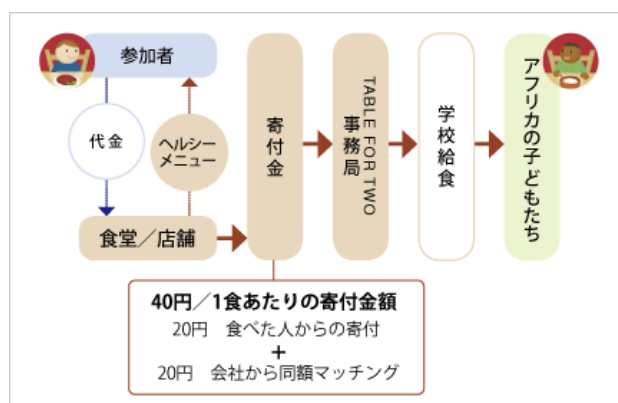 参加者
代金
ヘルシー
メニュー
食堂／店舗
寄付金
TABLE FOR TWO
事務局
学校給食
アフリカの子どもたち
40円／1食あたりの寄付金額
20円　食べた人からの寄付
+
20円　会社から同額マッチング